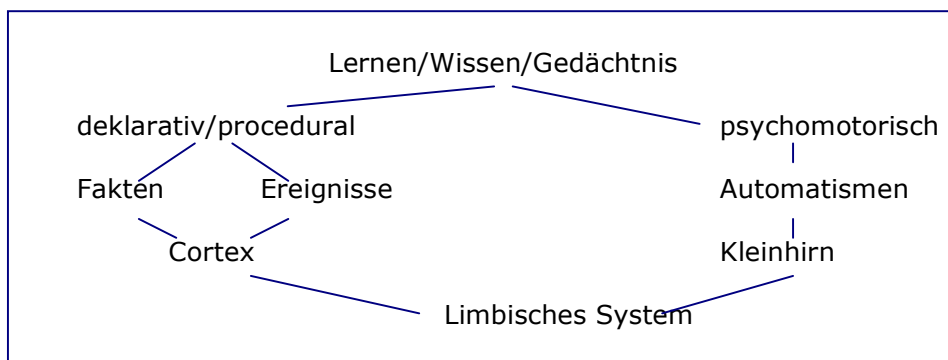 Lernen/Wissen/Gedächtnis
deklarativ/procedural psychomotorisch
Fakten Ereignisse Automatismen
Cortex Kleinhirn
Limbisches System